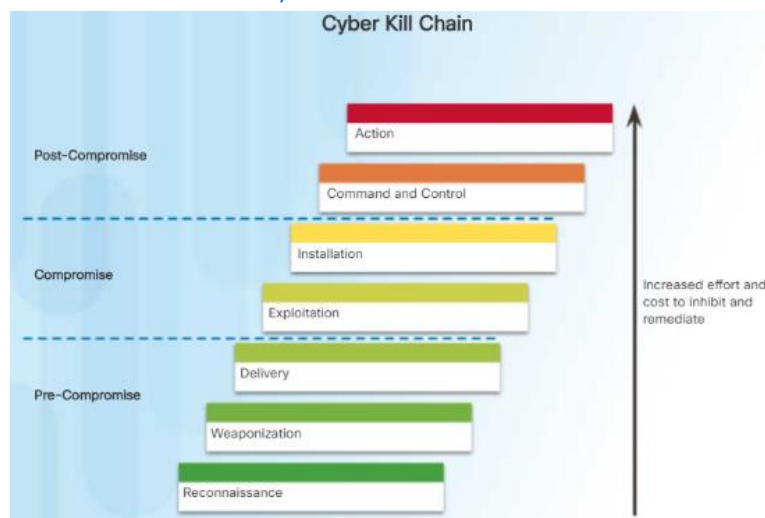 Cyber Kill Chain
Action
Post-Compromise
Command and Control
Installation
Compromise
Exploitation
Increased effort and
cost to inhibit and
remediate
Delivery
Pre-Compromise
Weaponization
Reconnaissance